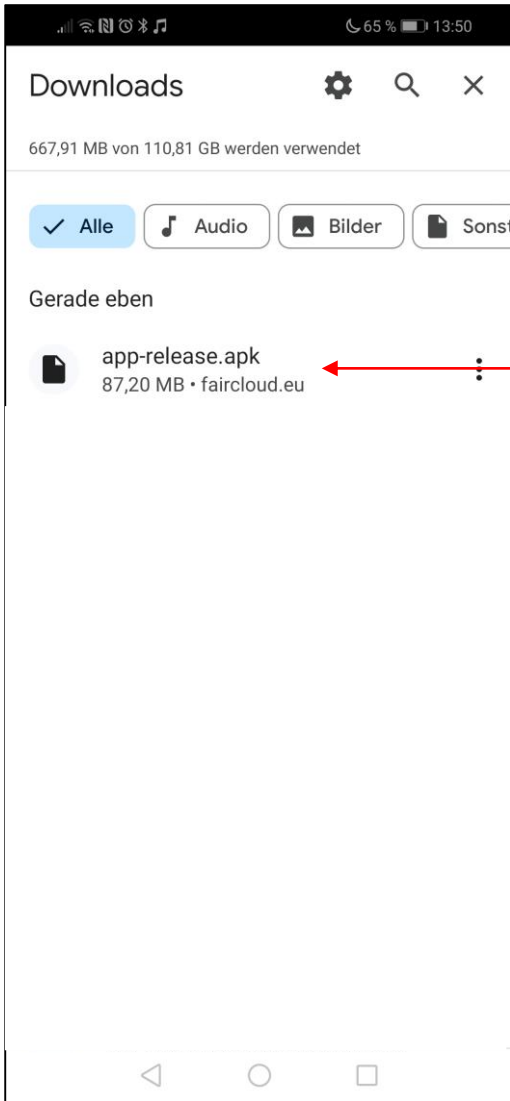 65 % 13:50
Downloads
667,91 MB von 110,81 GB werden verwendet
Alle Audio Bilder Sonst
Gerade eben
app-release.apk
87,20 MB • faircloud.eu